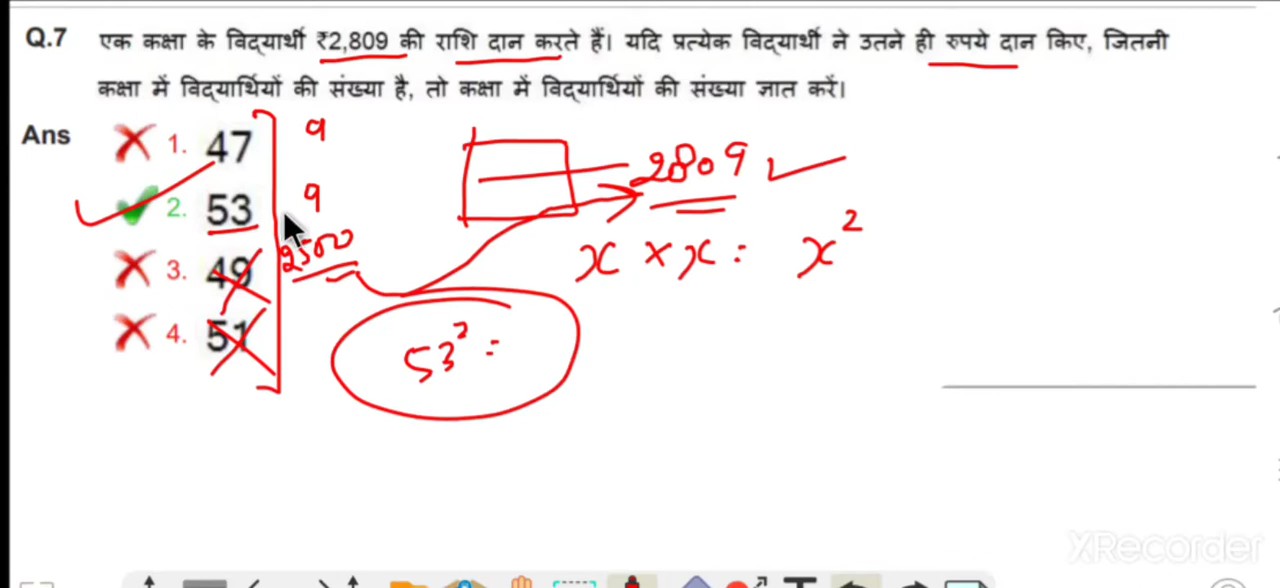 Q.7 एक कक्षा के विद्यार्थी ₹2,809 की राशि दान करते हैं। यदि प्रत्येक विद्यार्थी ने उतने ही रुपये दान किए, जितनी
कक्षा में विद्यार्थियों की संख्या है, तो कक्षा में विद्यार्थियों की संख्या ज्ञात करें।
Ans 1. 47
9
2809
2. 53
9
2500
x × x : x²
3. 49
4. 51
53² =
XRecorder